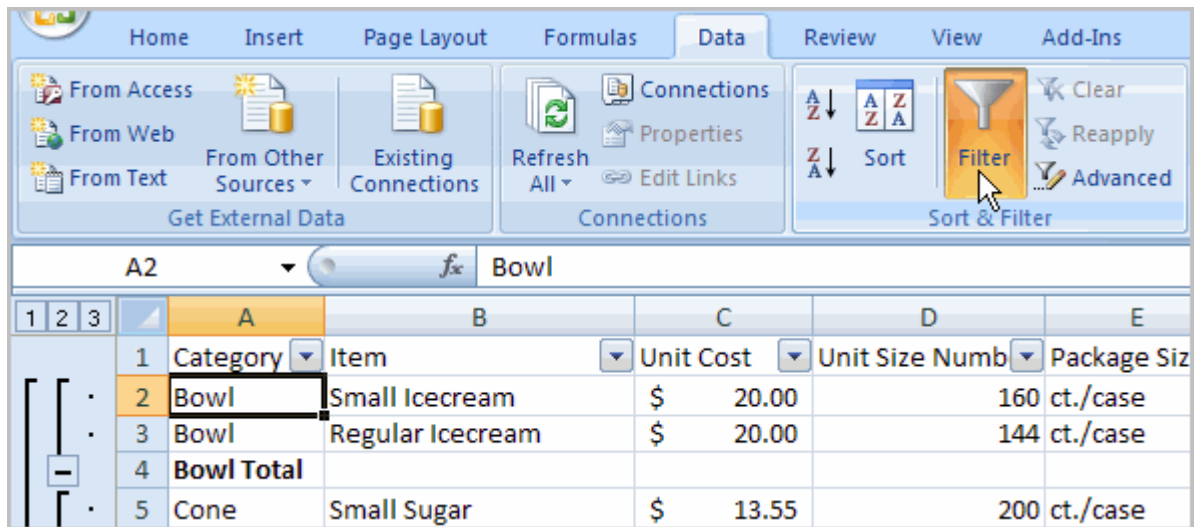 Home Insert Page Layout Formulas Data Review View Add-Ins
From Access
From Web
From Text
From Other
Sources
Existing
Connections
Get External Data
Refresh
All
Connections
Properties
Edit Links
Connections
A
Z
Z
A
A Z
Z A
Sort
Filter
Clear
Reapply
Advanced
Sort & Filter
A2 fx Bowl
1 2 3 A B C D E
1 Category Item Unit Cost Unit Size Numb Package Siz
2 Bowl Small Icecream $ 20.00 160 ct./case
3 Bowl Regular Icecream $ 20.00 144 ct./case
4 Bowl Total
5 Cone Small Sugar $ 13.55 200 ct./case